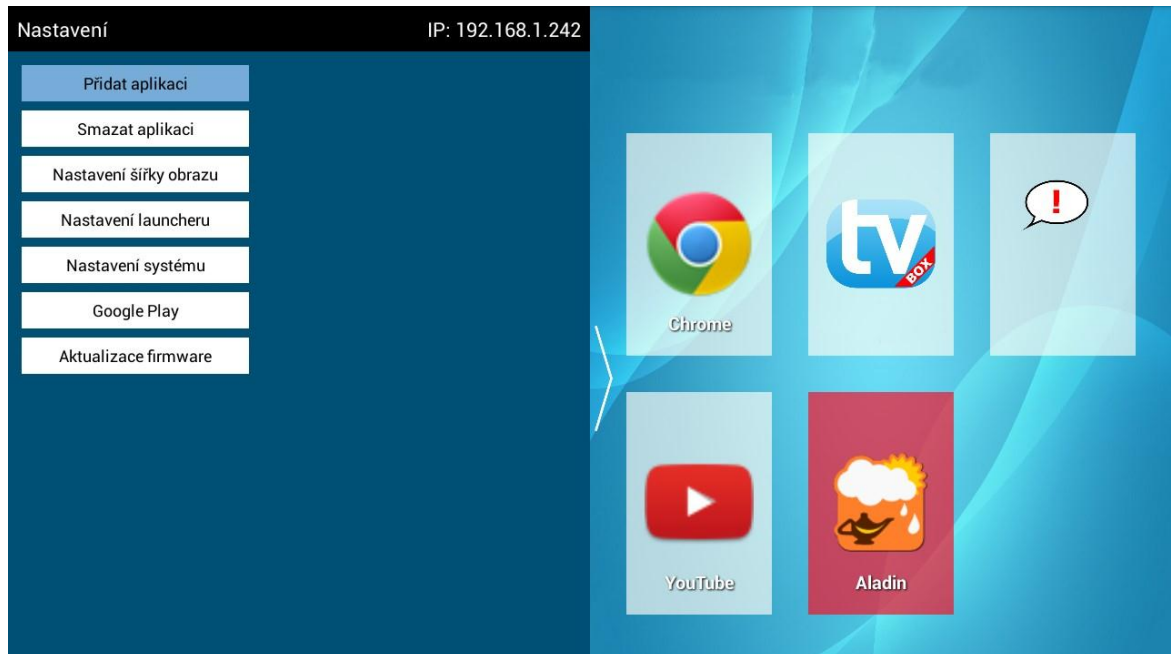 Nastavení IP: 192.168.1.242
Přidat aplikaci
Smazat aplikaci
Nastavení šířky obrazu
Nastavení launcheru
Nastavení systému
Google Play
Aktualizace firmware
!
tv
BOX
Chrome
YouTube
Aladin